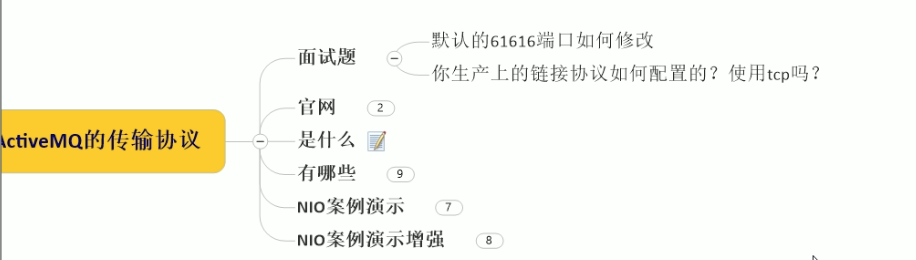 ActiveMQ的传输协议
面试题
默认的61616端口如何修改
你生产上的链接协议如何配置的？使用tcp吗？
官网 2
是什么
有哪些 9
NIO案例演示 7
NIO案例演示增强 8